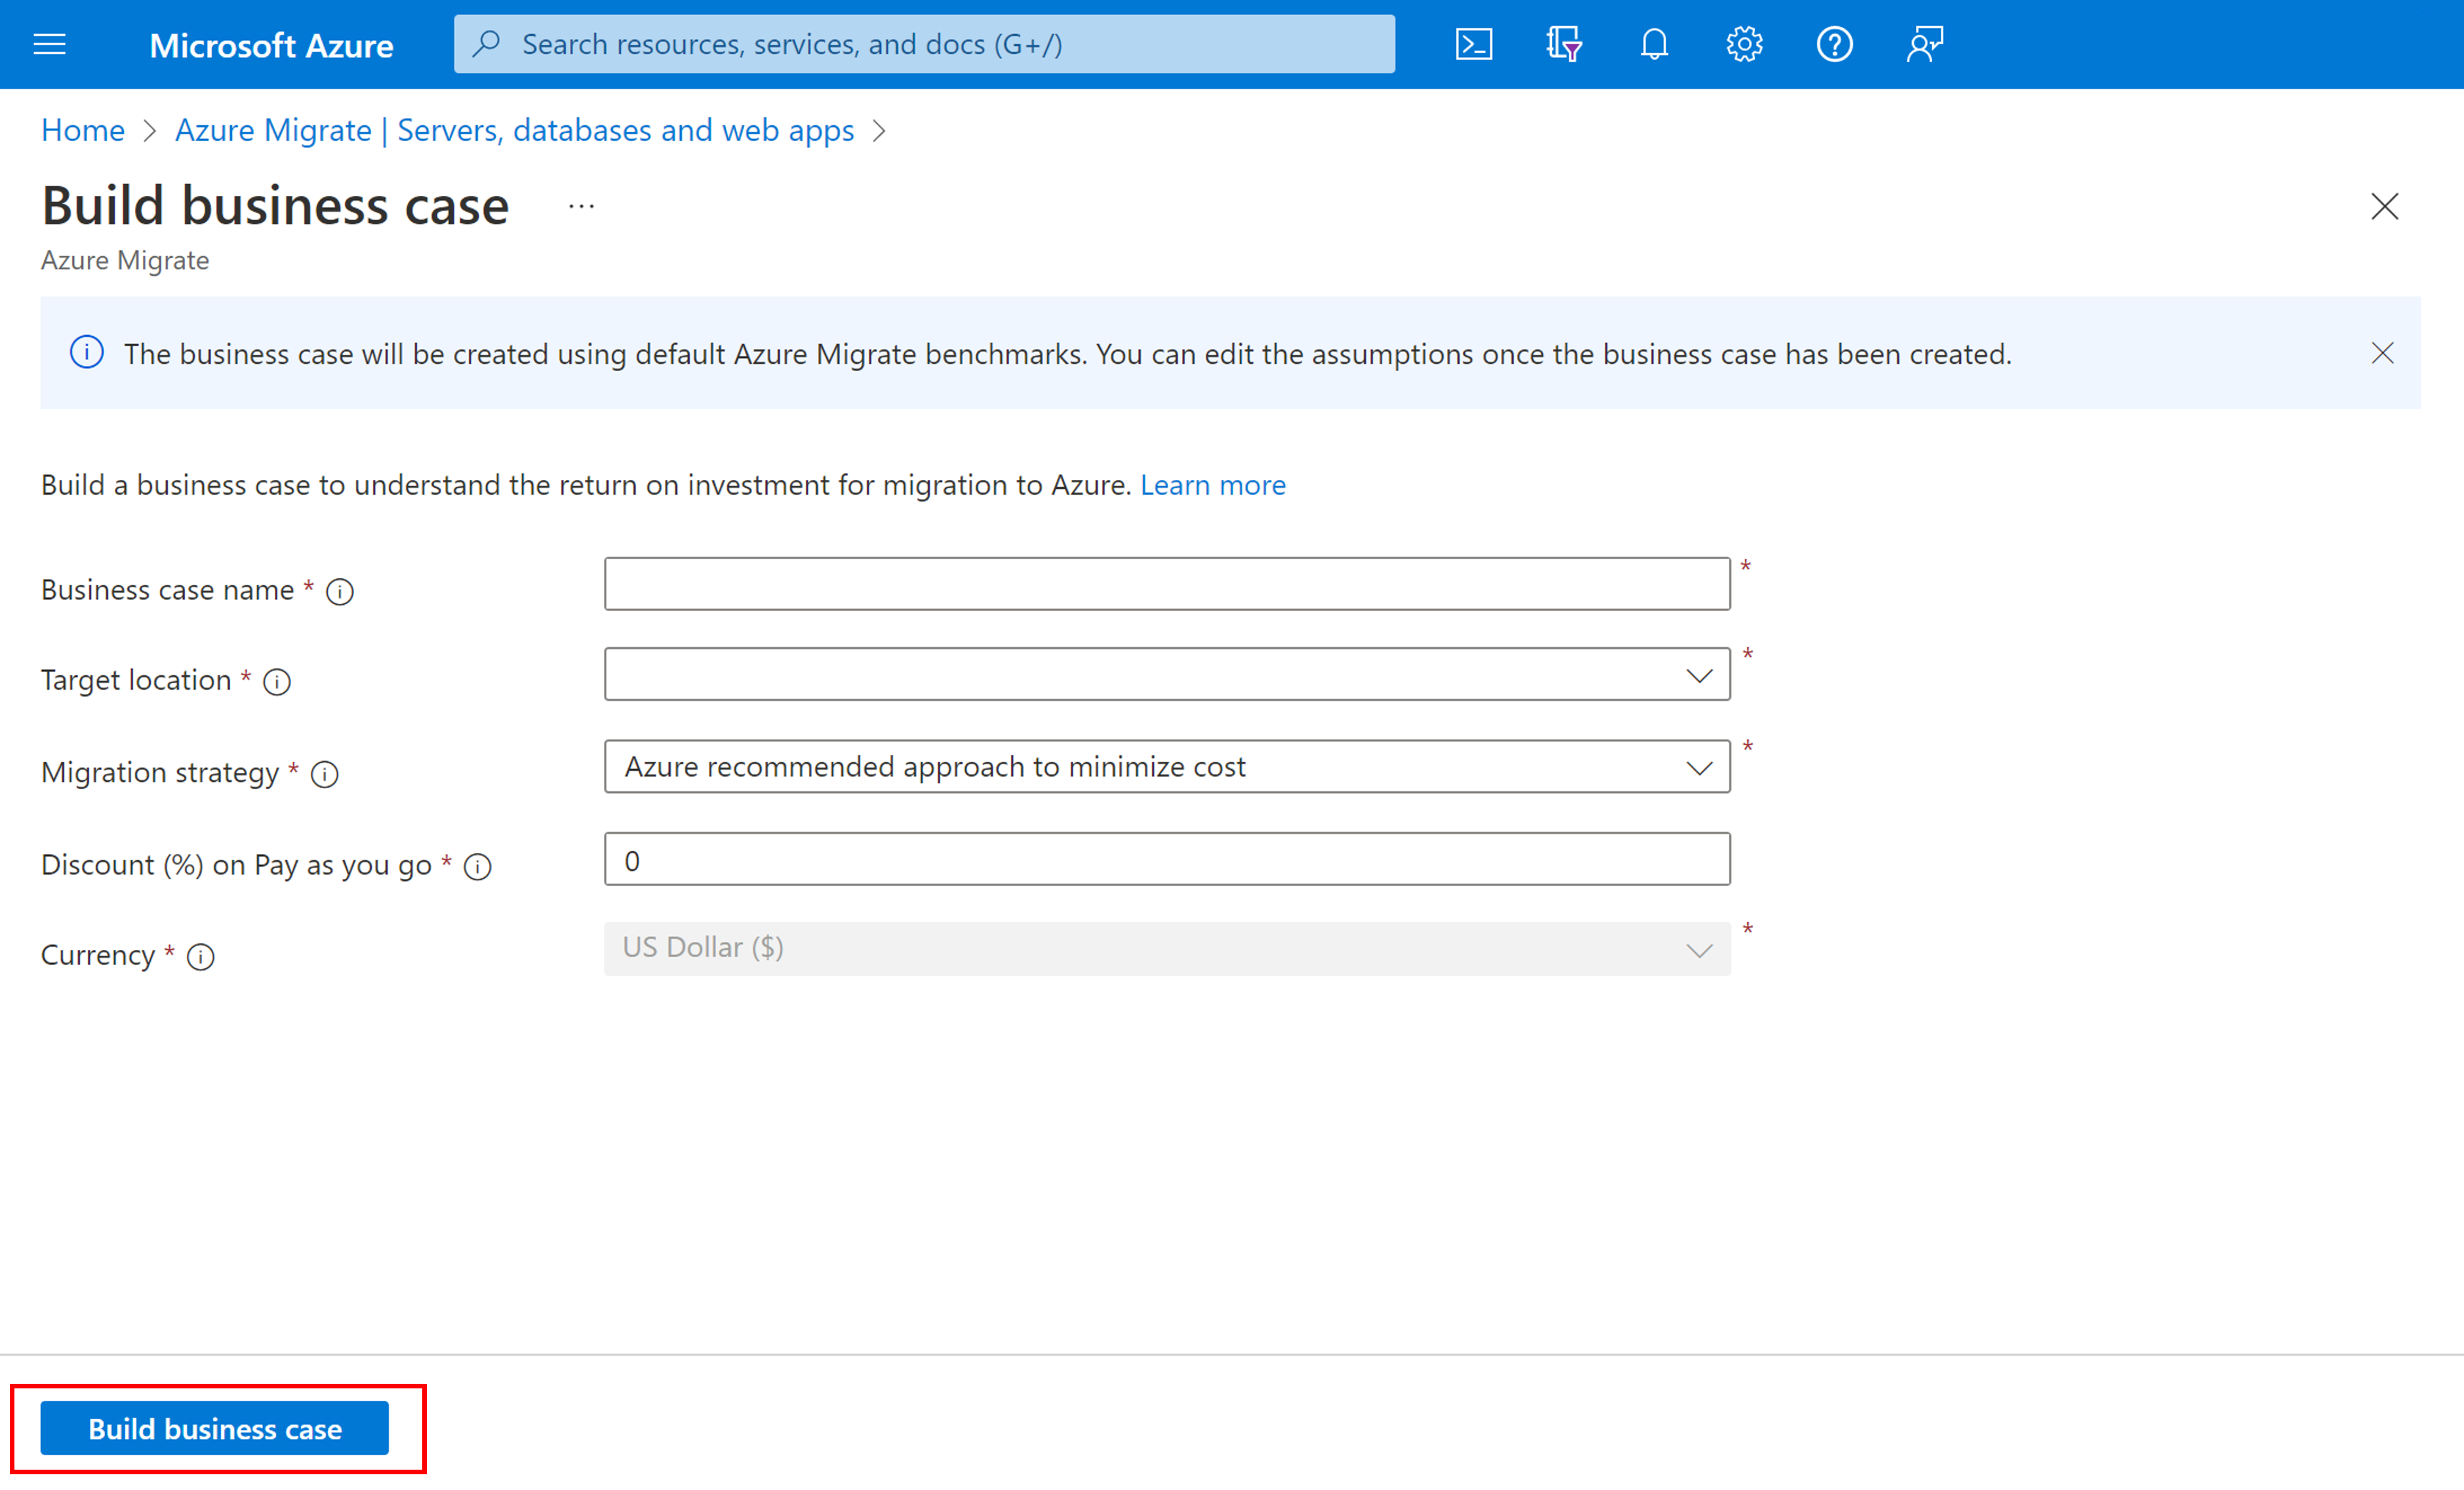 Microsoft Azure
Search resources, services, and docs (G+/)
Home > Azure Migrate | Servers, databases and web apps >
Build business case ...
Azure Migrate
The business case will be created using default Azure Migrate benchmarks. You can edit the assumptions once the business case has been created.
Build a business case to understand the return on investment for migration to Azure. Learn more
Business case name *
*
Target location *
*
Migration strategy *
Azure recommended approach to minimize cost
*
Discount (%) on Pay as you go *
0
Currency *
US Dollar ($)
*
Build business case